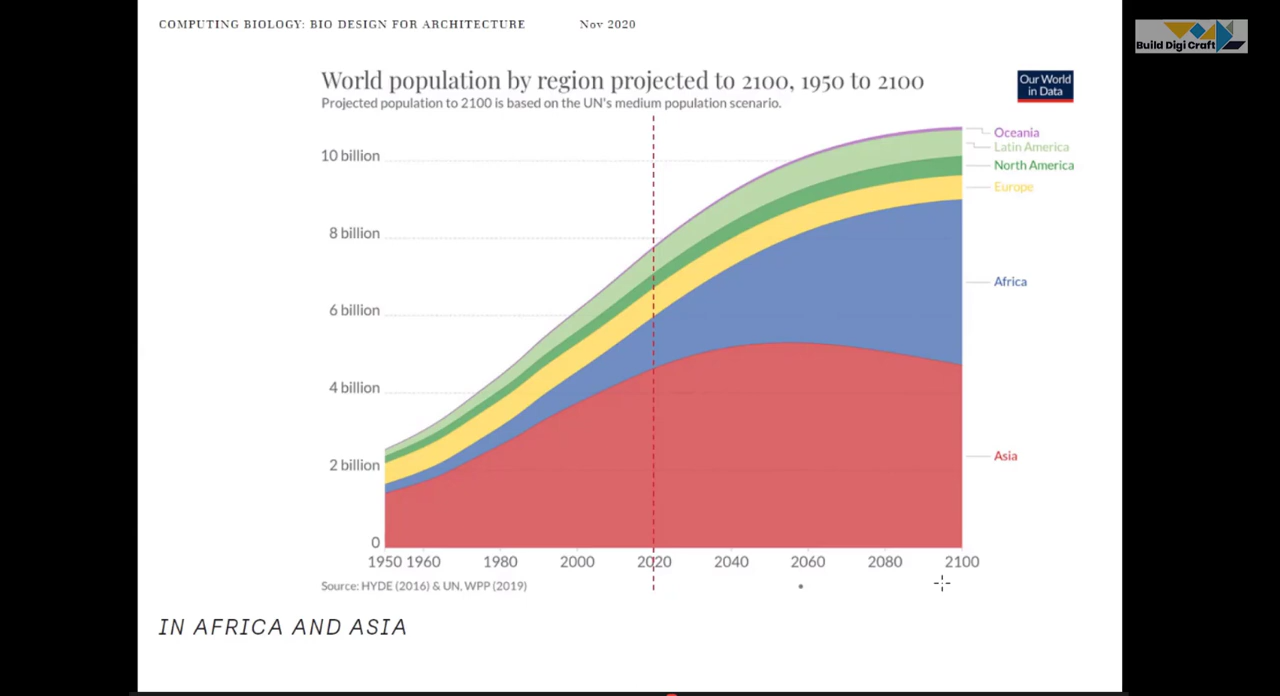 COMPUTING BIOLOGY: BIO DESIGN FOR ARCHITECTURE Nov 2020
Build Digi Craft
World population by region projected to 2100, 1950 to 2100
Projected population to 2100 is based on the UN's medium population scenario.
Our World
in Data
10 billion
8 billion
6 billion
4 billion
2 billion
0
Oceania
Latin America
North America
Europe
Africa
Asia
1950 1960 1980 2000 2020 2040 2060 2080 2100
Source: HYDE (2016) & UN, WPP (2019)
IN AFRICA AND ASIA